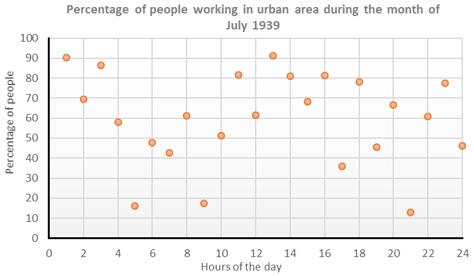 Percentage of people working in urban area during the month of
July 1939
100
90
80
70
60
50
40
30
20
10
0
Percentage of people
0 2 4 6 8 10 12 14 16 18 20 22 24
Hours of the day